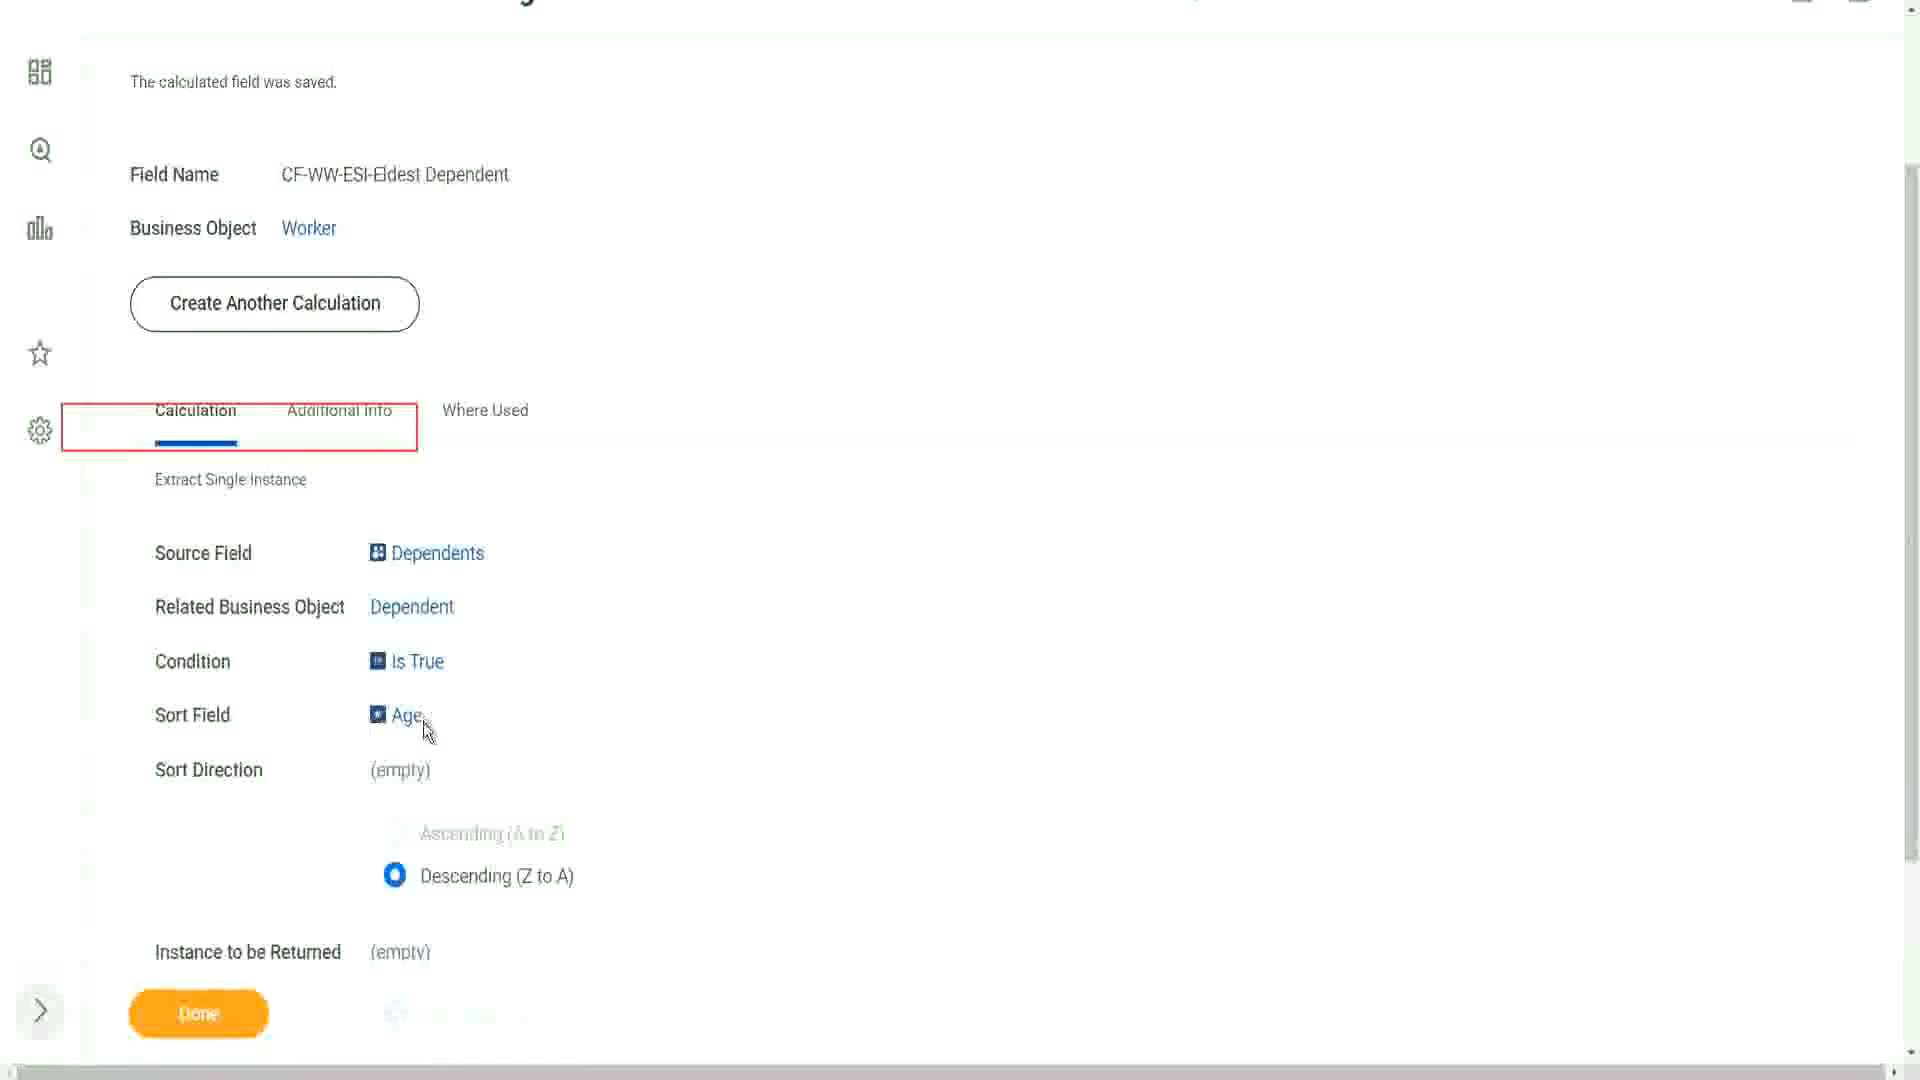 The calculated field was saved.
Field Name CF-WW-ESI-Eldest Dependent
Business Object Worker
Create Another Calculation
Calculation Additional Info Where Used
Extract Single Instance
Source Field Dependents
Related Business Object Dependent
Condition Is True
Sort Field Age
Sort Direction (empty)
Ascending (A to Z)
Descending (Z to A)
Instance to be Returned (empty)
Done